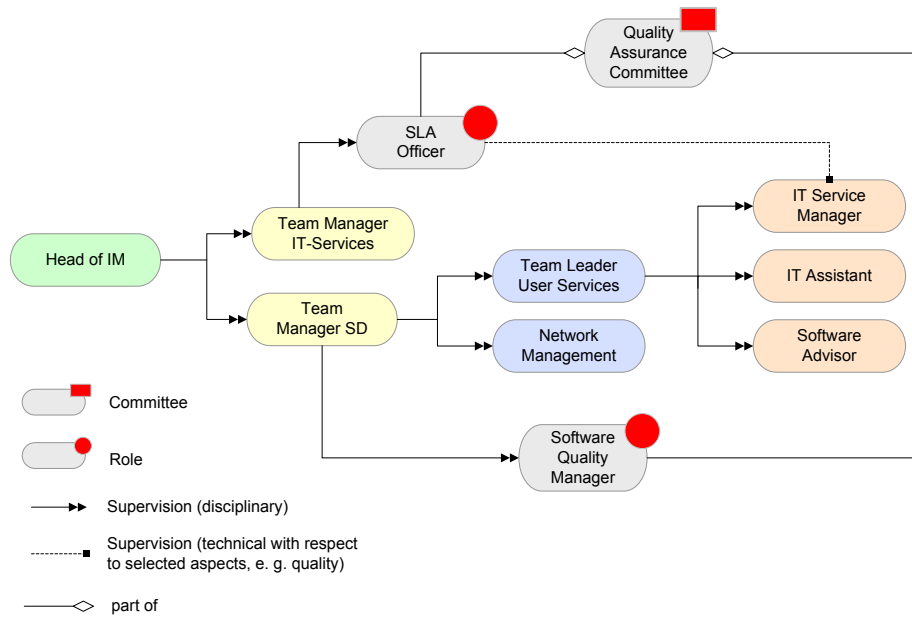 Quality
Assurance
Committee
SLA
Officer
IT Service
Manager
Team Manager
IT-Services
Head of IM
Team Leader
User Services
IT Assistant
Team
Manager SD
Network
Management
Software
Advisor
Committee
Role
Software
Quality
Manager
Supervision (disciplinary)
Supervision (technical with respect
to selected aspects, e. g. quality)
part of